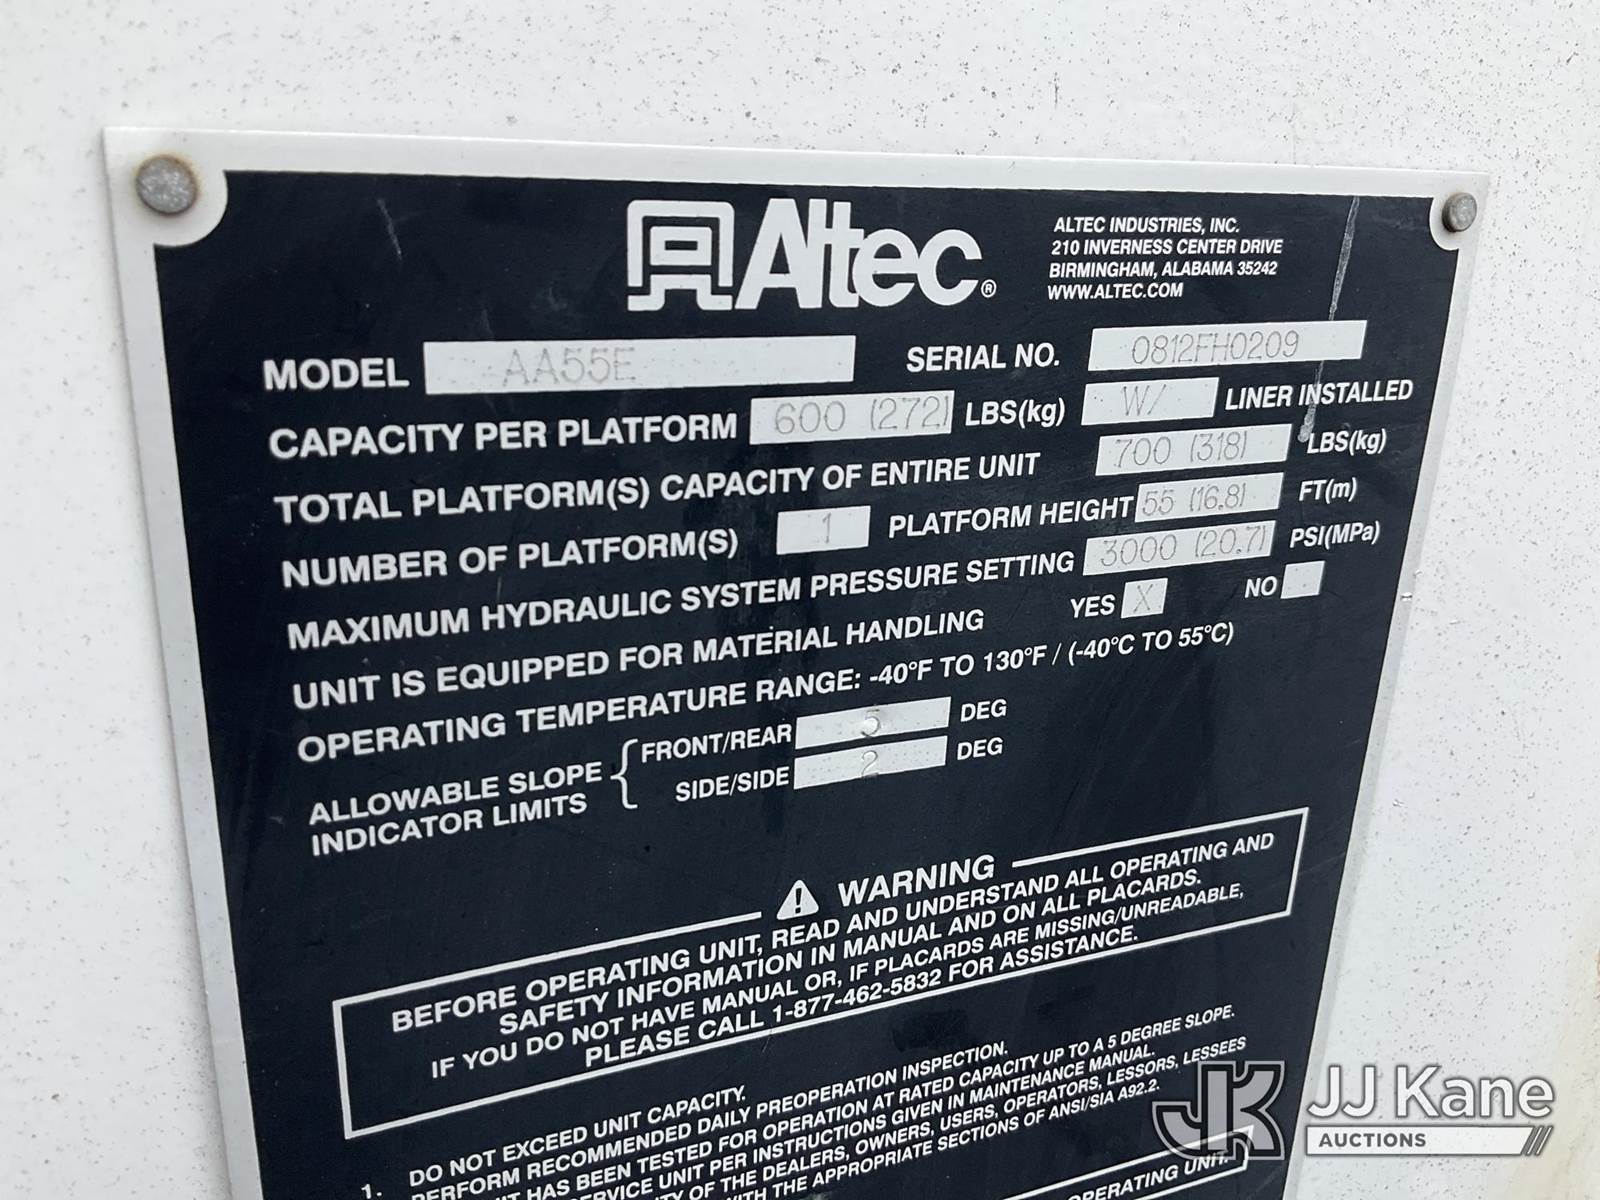 Altec®
ALTEC INDUSTRIES, INC.
210 INVERNESS CENTER DRIVE
BIRMINGHAM, ALABAMA 35242
WWW.ALTEC.COM
MODEL AA55E SERIAL NO. 0812FH0209
CAPACITY PER PLATFORM 600 (272) LBS(kg) W/ LINER INSTALLED
TOTAL PLATFORM(S) CAPACITY OF ENTIRE UNIT 700 (318) LBS(kg)
NUMBER OF PLATFORM(S) 1 PLATFORM HEIGHT 55 (16.8) FT(m)
MAXIMUM HYDRAULIC SYSTEM PRESSURE SETTING 3000 (20.7) PSI(MPa)
UNIT IS EQUIPPED FOR MATERIAL HANDLING YES X NO
OPERATING TEMPERATURE RANGE: -40°F TO 130°F / (-40°C TO 55°C)
ALLOWABLE SLOPE INDICATOR LIMITS
FRONT/REAR 5 DEG
SIDE/SIDE 2 DEG
WARNING
BEFORE OPERATING UNIT, READ AND UNDERSTAND ALL OPERATING AND
SAFETY INFORMATION IN MANUAL AND ON ALL PLACARDS.
IF YOU DO NOT HAVE MANUAL OR, IF PLACARDS ARE MISSING/UNREADABLE,
PLEASE CALL 1-877-462-5832 FOR ASSISTANCE.
1. DO NOT EXCEED UNIT CAPACITY.
PERFORM RECOMMENDED DAILY PREOPERATION INSPECTION.
HAS BEEN TESTED FOR OPERATION AT RATED CAPACITY UP TO A 5 DEGREE SLOPE.
SERVICE UNIT PER INSTRUCTIONS GIVEN IN MAINTENANCE MANUAL.
OF THE DEALERS, OWNERS, USERS, OPERATORS, LESSORS, LESSEES
WITH THE APPROPRIATE SECTIONS OF ANSI/SIA A92.2.
OPERATING UNIT.
JK JJ Kane
AUCTIONS